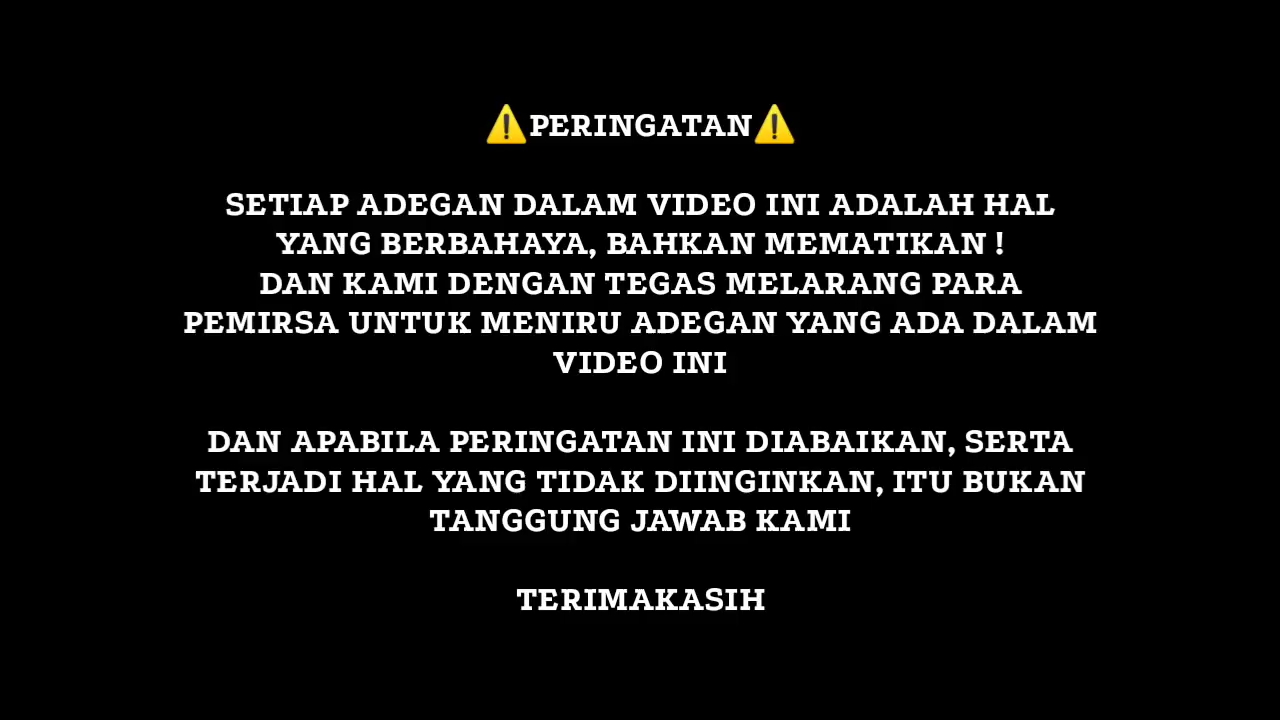 ⚠️PERINGATAN⚠️
SETIAP ADEGAN DALAM VIDEO INI ADALAH HAL
YANG BERBAHAYA, BAHKAN MEMATIKAN !
DAN KAMI DENGAN TEGAS MELARANG PARA
PEMIRSA UNTUK MENIRU ADEGAN YANG ADA DALAM
VIDEO INI
DAN APABILA PERINGATAN INI DIABAIKAN, SERTA
TERJADI HAL YANG TIDAK DIINGINKAN, ITU BUKAN
TANGGUNG JAWAB KAMI
TERIMAKASIH